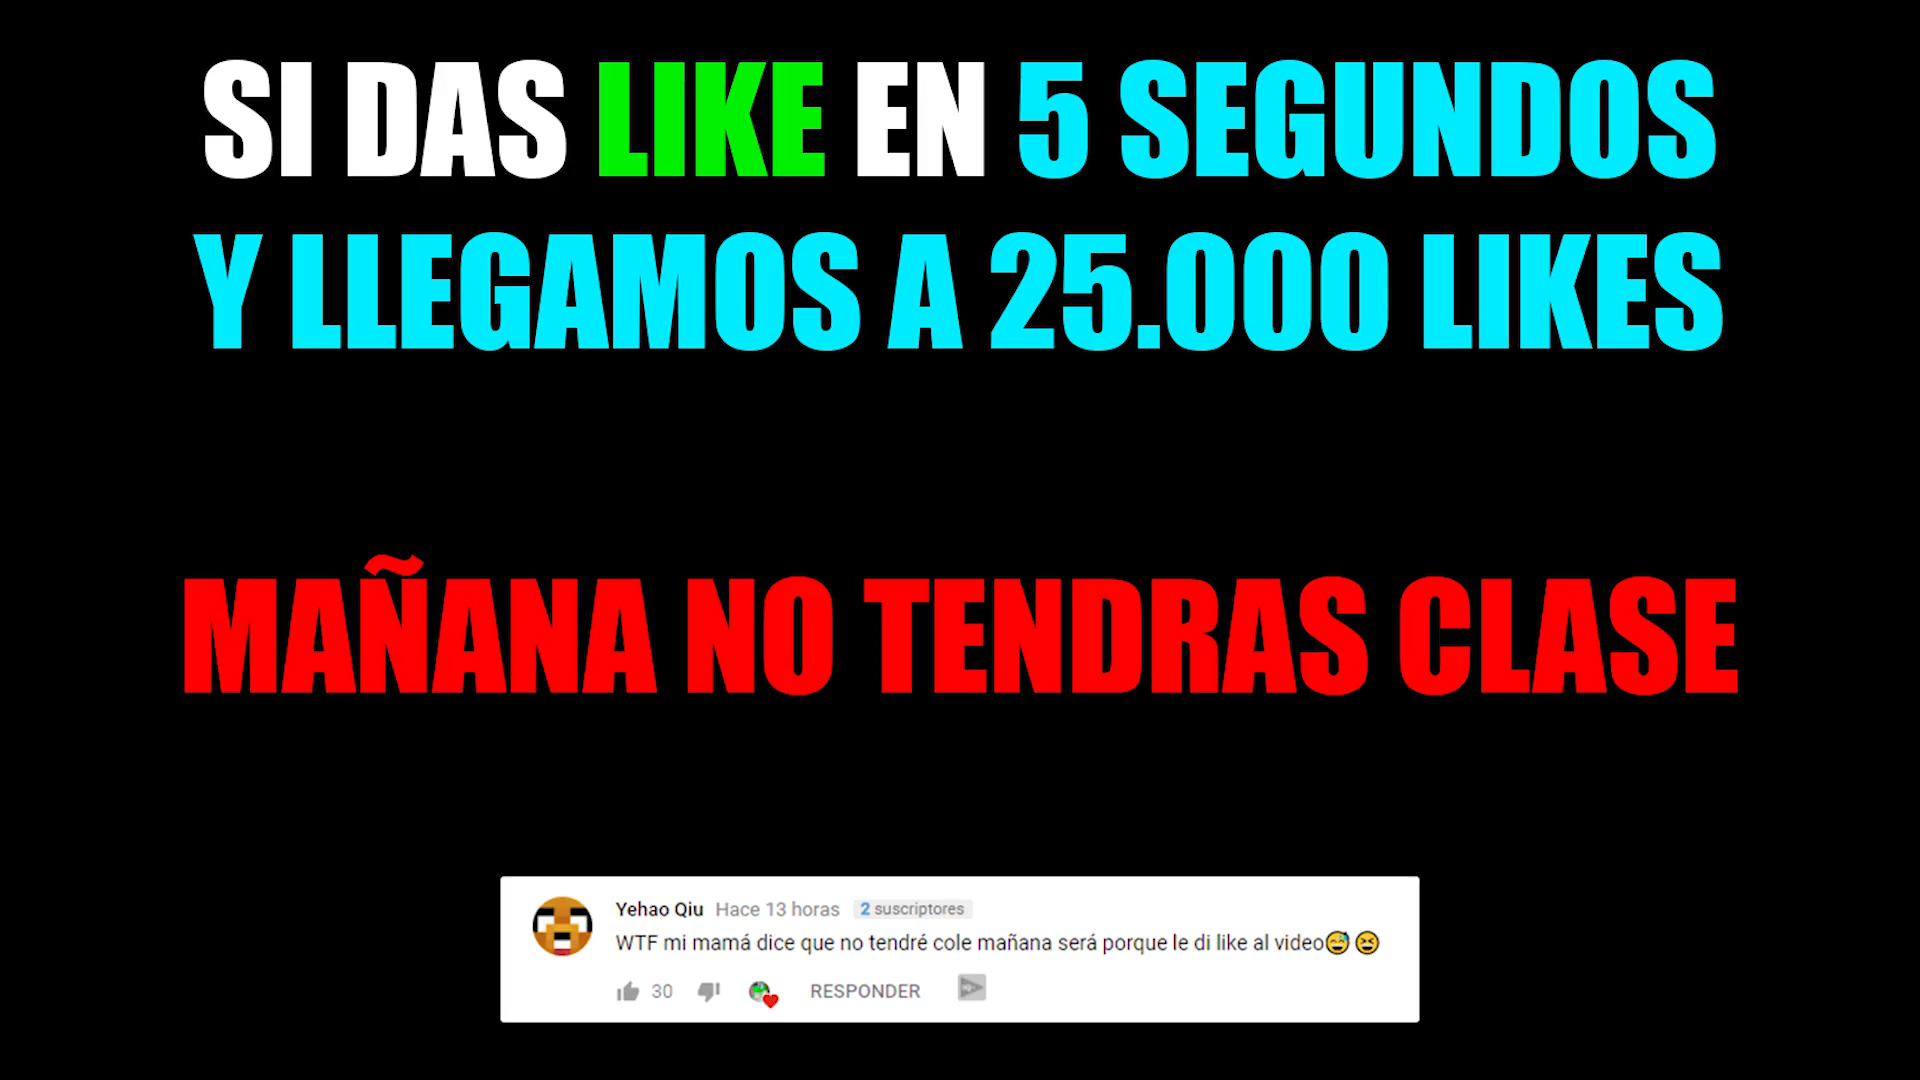 SI DAS LIKE EN 5 SEGUNDOS
Y LLEGAMOS A 25.000 LIKES
MAÑANA NO TENDRAS CLASE
Yehao Qiu Hace 13 horas 2 suscriptores
WTF mi mamá dice que no tendré cole mañana será porque le di like al video😅😆
30 RESPONDER